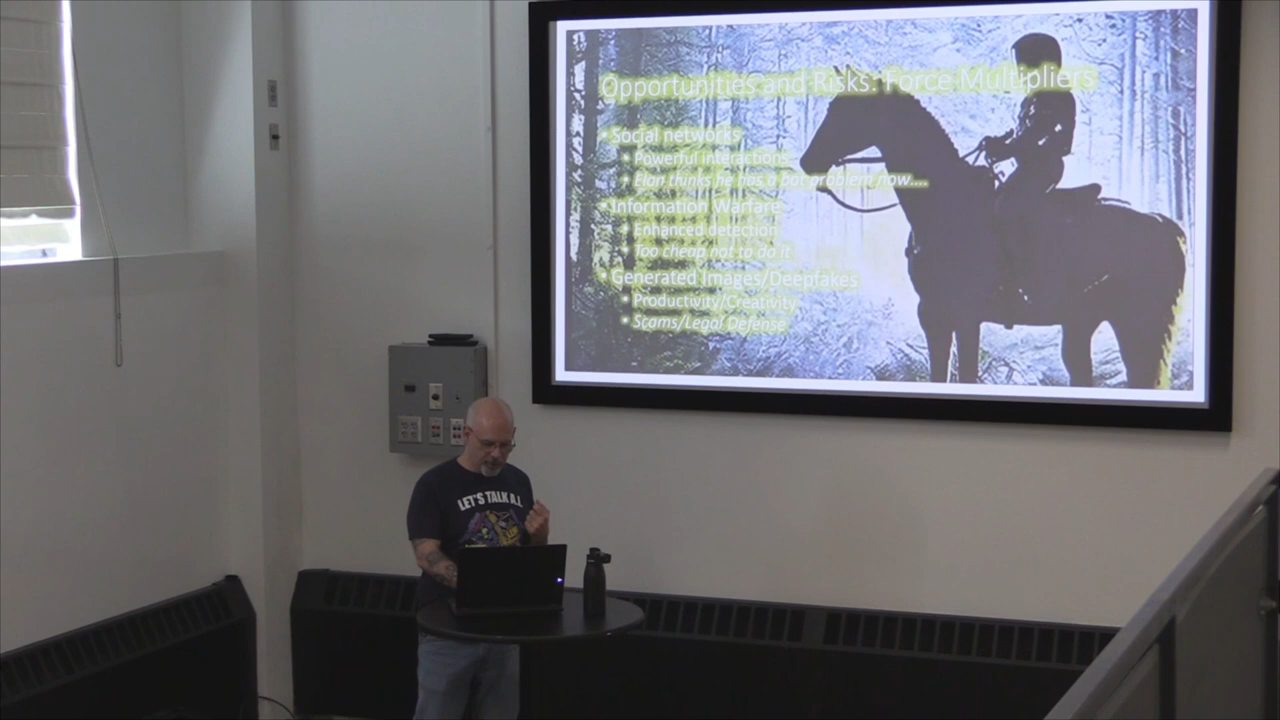 Opportunities and Risks: Force Multipliers
• Social networks
• Powerful interactions
• Elan thinks he has a bot problem now....
• Information Warfare
• Enhanced detection
• Too cheap not to do it
• Generated Images/Deepfakes
• Productivity/Creativity
• Scams/Legal Defense
LET'S TALK A.I.